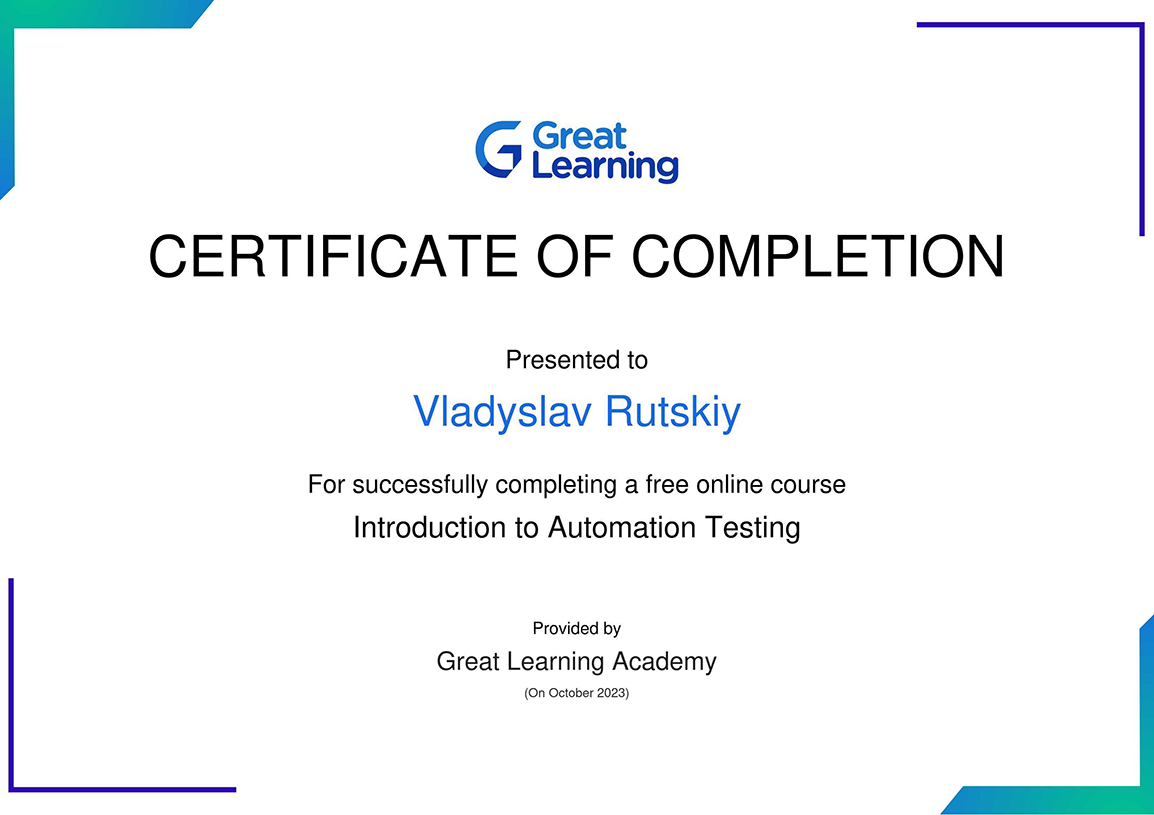 Great
Learning
CERTIFICATE OF COMPLETION
Presented to
Vladyslav Rutskiy
For successfully completing a free online course
Introduction to Automation Testing
Provided by
Great Learning Academy
(On October 2023)